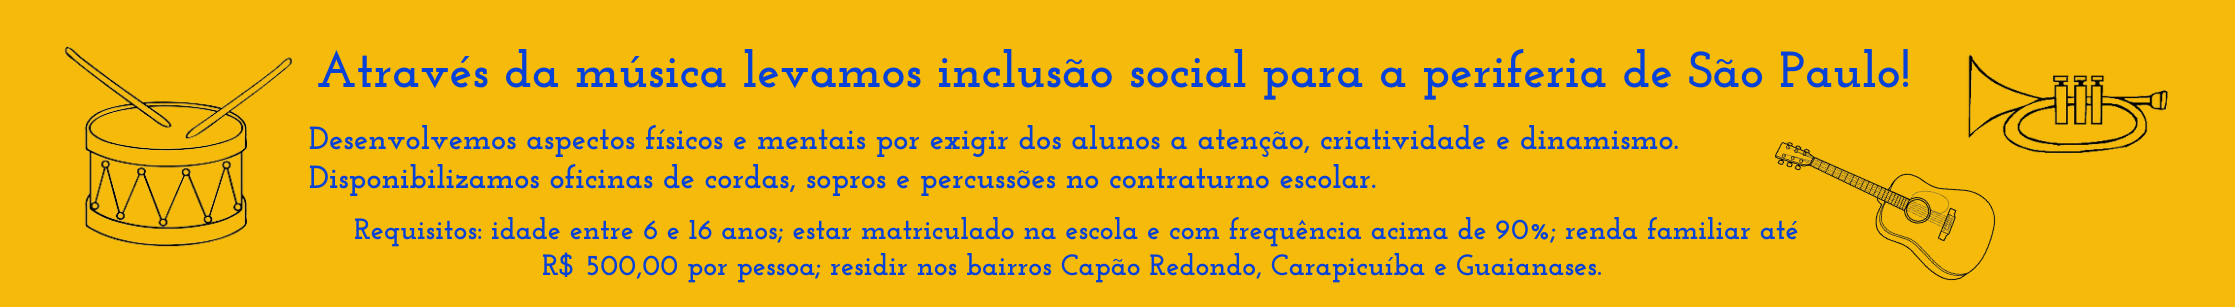 Através da música levamos inclusão social para a periferia de São Paulo!
Desenvolvemos aspectos físicos e mentais por exigir dos alunos a atenção, criatividade e dinamismo.
Disponibilizamos oficinas de cordas, sopros e percussões no contraturno escolar.
Requisitos: idade entre 6 e 16 anos; estar matriculado na escola e com frequência acima de 90%; renda familiar até
R$ 500,00 por pessoa; residir nos bairros Capão Redondo, Carapicuíba e Guaianases.